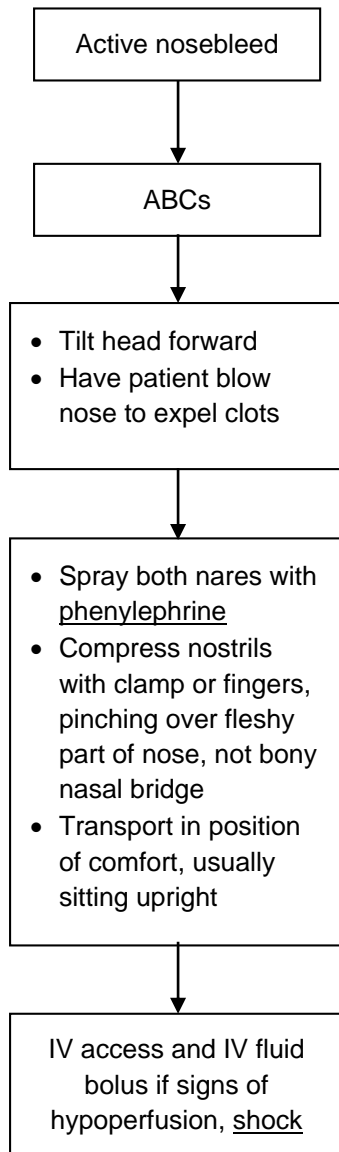 Active nosebleed
ABCs
• Tilt head forward
• Have patient blow
nose to expel clots
• Spray both nares with
phenylephrine
• Compress nostrils
with clamp or fingers,
pinching over fleshy
part of nose, not bony
nasal bridge
• Transport in position
of comfort, usually
sitting upright
IV access and IV fluid
bolus if signs of
hypoperfusion, shock